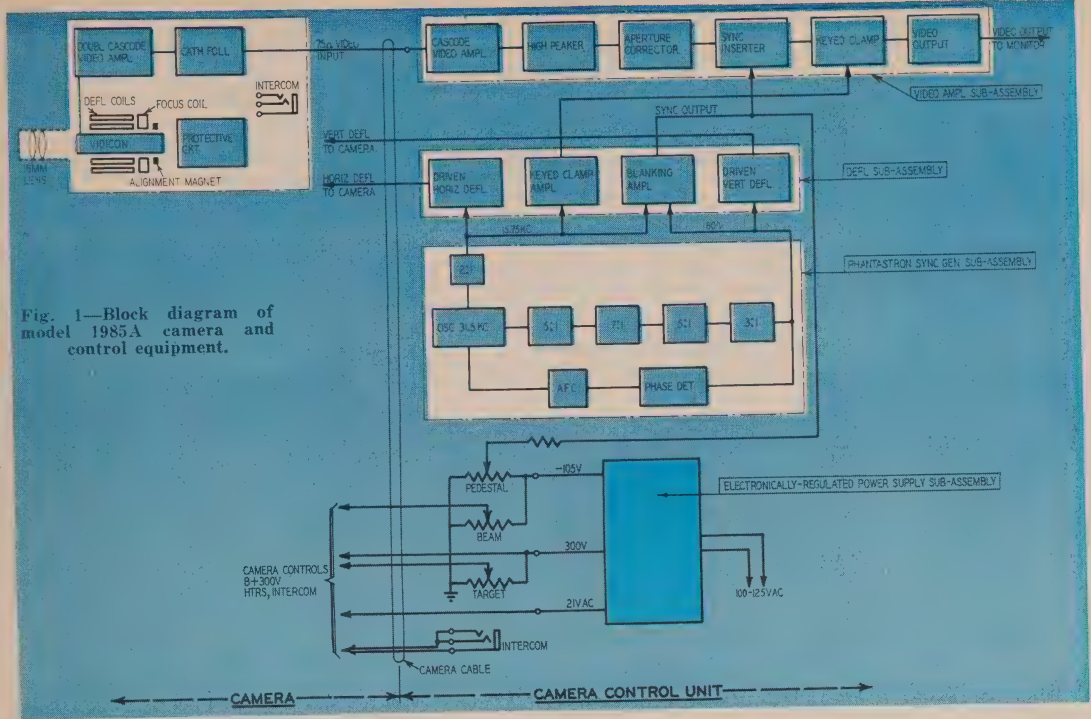 DOUBL CASCODE
VIDEO AMPL
CATH FOLL
75Ω VIDEO
INPUT
INTERCOM
DEFL COILS
FOCUS COIL
VIDICON
PROTECTIVE
CKT
ALIGNMENT MAGNET
16MM
LENS
CASCODE
VIDEO AMPL
HIGH PEAKER
APERTURE
CORRECTOR
SYNC
INSERTER
KEYED CLAMP
VIDEO
OUTPUT
VIDEO OUTPUT
TO MONITOR
VIDEO AMPL SUB-ASSEMBLY
SYNC OUTPUT
VERT DEFL
TO CAMERA
HORIZ DEFL
TO CAMERA
DRIVEN
HORIZ DEFL
KEYED CLAMP
AMPL
BLANKING
AMPL
DRIVEN
VERT DEFL
DEFL SUB-ASSEMBLY
15.75KC
60∿
PHANTASTRON SYNC GEN SUB-ASSEMBLY
2:1
OSC 31.5 KC
5:1
7:1
5:1
3:1
A.F.C
PHASE DET
Fig. 1—Block diagram of
model 1985A camera and
control equipment.
PEDESTAL
-105V
BEAM
300V
TARGET
21VAC
ELECTRONICALLY-REGULATED POWER SUPPLY SUB-ASSEMBLY
100-125VAC
CAMERA CONTROLS
B+300V
HTRS, INTERCOM
INTERCOM
CAMERA CABLE
CAMERA
CAMERA CONTROL UNIT